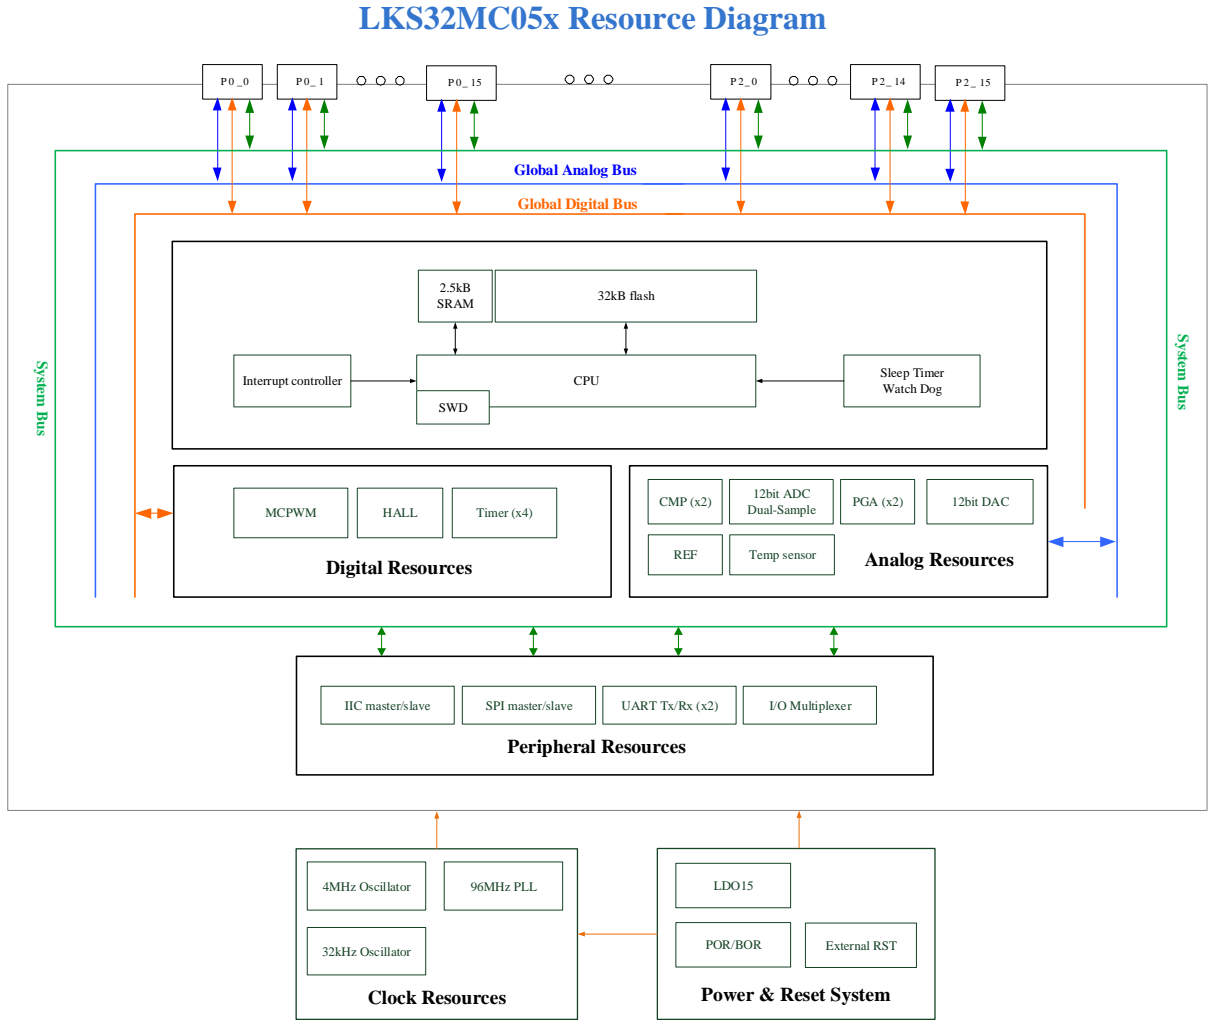 LKS32MC05x Resource Diagram
P0_0
P0_1
P0_15
P2_0
P2_14
P2_15
Global Analog Bus
Global Digital Bus
System Bus
System Bus
2.5kB
SRAM
32kB flash
Interrupt controller
CPU
SWD
Sleep Timer
Watch Dog
MCPWM
HALL
Timer (x4)
Digital Resources
CMP (x2)
12bit ADC
Dual-Sample
PGA (x2)
12bit DAC
REF
Temp sensor
Analog Resources
IIC master/slave
SPI master/slave
UART Tx/Rx (x2)
I/O Multiplexer
Peripheral Resources
4MHz Oscillator
96MHz PLL
32kHz Oscillator
Clock Resources
LDO15
POR/BOR
External RST
Power & Reset System